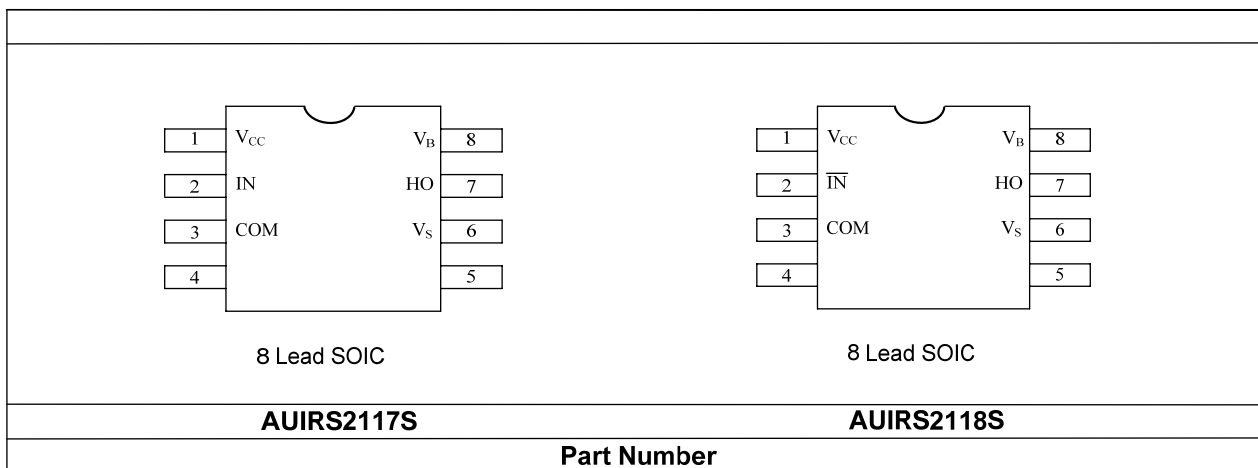 1 V_CC V_B 8 1 V_CC V_B 8
2 IN HO 7 2 I̅N̅ HO 7
3 COM V_S 6 3 COM V_S 6
4 5 4 5
8 Lead SOIC 8 Lead SOIC
AUIRS2117S AUIRS2118S
Part Number